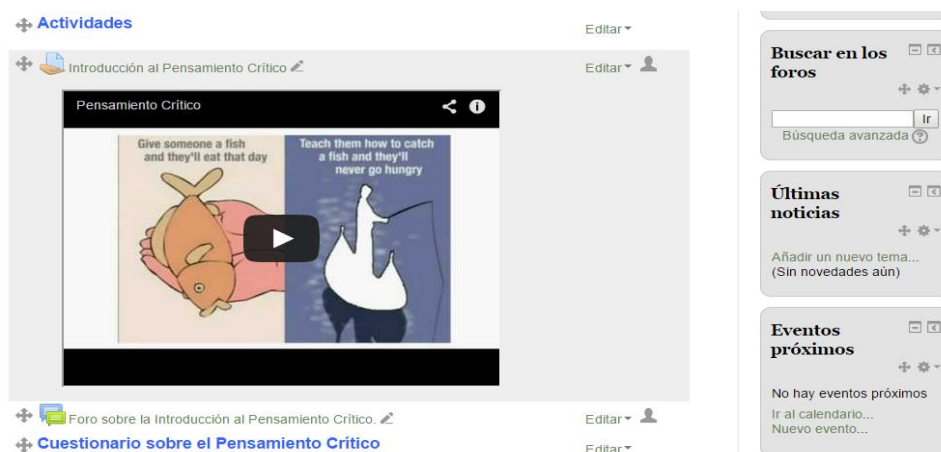 Actividades
Editar
Introducción al Pensamiento Crítico
Editar
Pensamiento Crítico
Give someone a fish
and they'll eat that day
Teach them how to catch
a fish and they'll
never go hungry
Foro sobre la Introducción al Pensamiento Crítico.
Editar
Cuestionario sobre el Pensamiento Crítico
Editar
Buscar en los
foros
Ir
Búsqueda avanzada
Últimas
noticias
Añadir un nuevo tema...
(Sin novedades aún)
Eventos
próximos
No hay eventos próximos
Ir al calendario...
Nuevo evento...